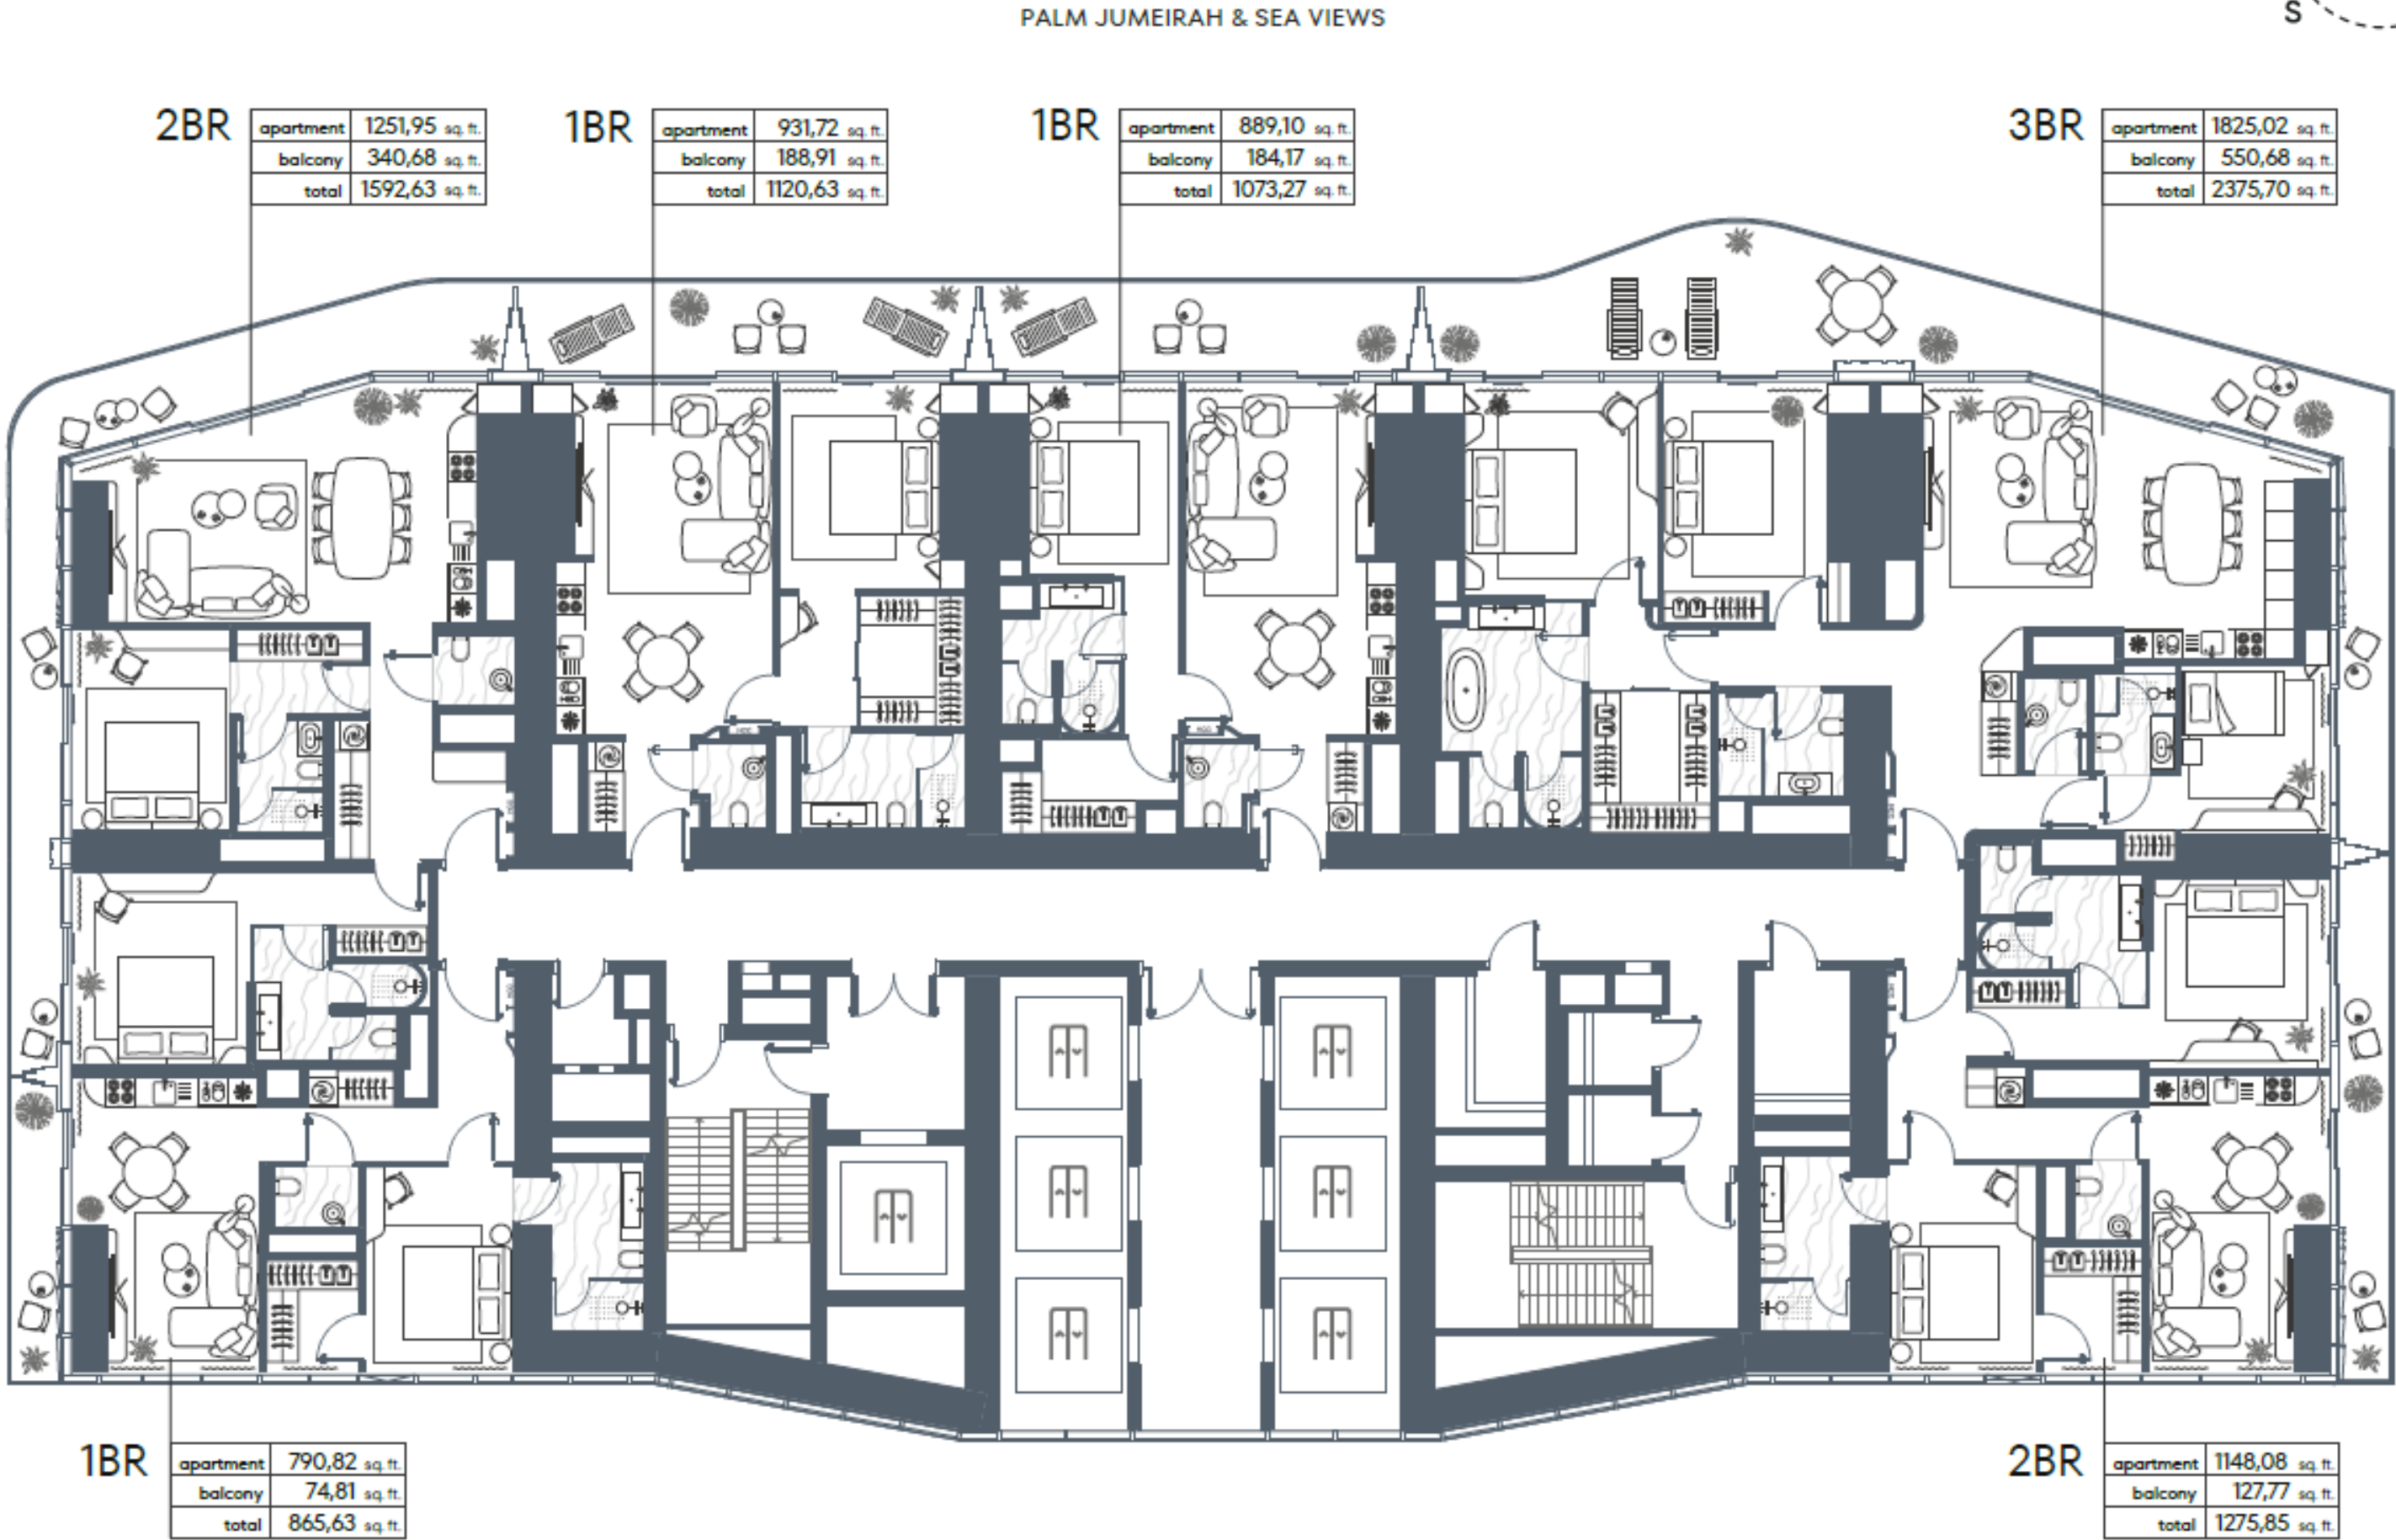 PALM JUMEIRAH & SEA VIEWS
S
2BR
apartment 1251,95 sq. ft.
balcony 340,68 sq. ft.
total 1592,63 sq. ft.
1BR
apartment 931,72 sq. ft.
balcony 188,91 sq. ft.
total 1120,63 sq. ft.
1BR
apartment 889,10 sq. ft.
balcony 184,17 sq. ft.
total 1073,27 sq. ft.
3BR
apartment 1825,02 sq. ft.
balcony 550,68 sq. ft.
total 2375,70 sq. ft.
1BR
apartment 790,82 sq. ft.
balcony 74,81 sq. ft.
total 865,63 sq. ft.
2BR
apartment 1148,08 sq. ft.
balcony 127,77 sq. ft.
total 1275,85 sq. ft.